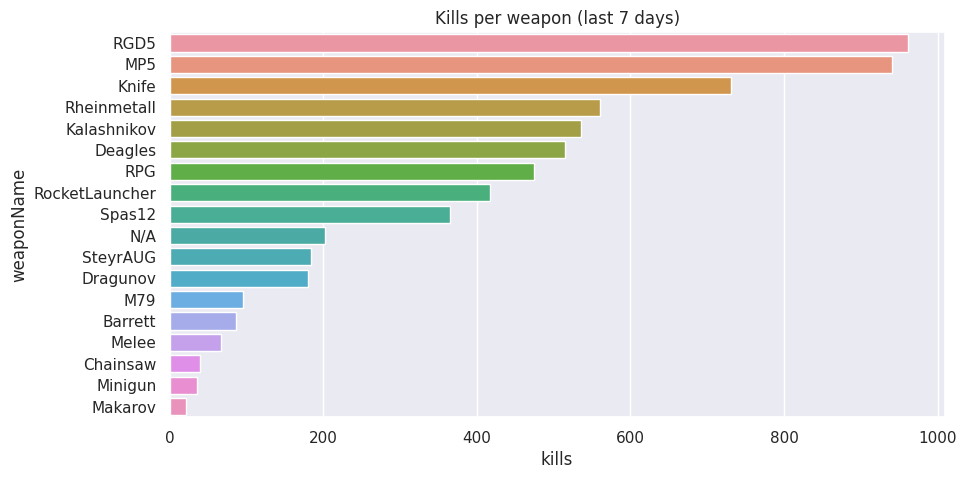 Kills per weapon (last 7 days)
RGD5
MP5
Knife
Rheinmetall
Kalashnikov
Deagles
RPG
RocketLauncher
Spas12
N/A
SteyrAUG
Dragunov
M79
Barrett
Melee
Chainsaw
Minigun
Makarov
weaponName
0 200 400 600 800 1000
kills